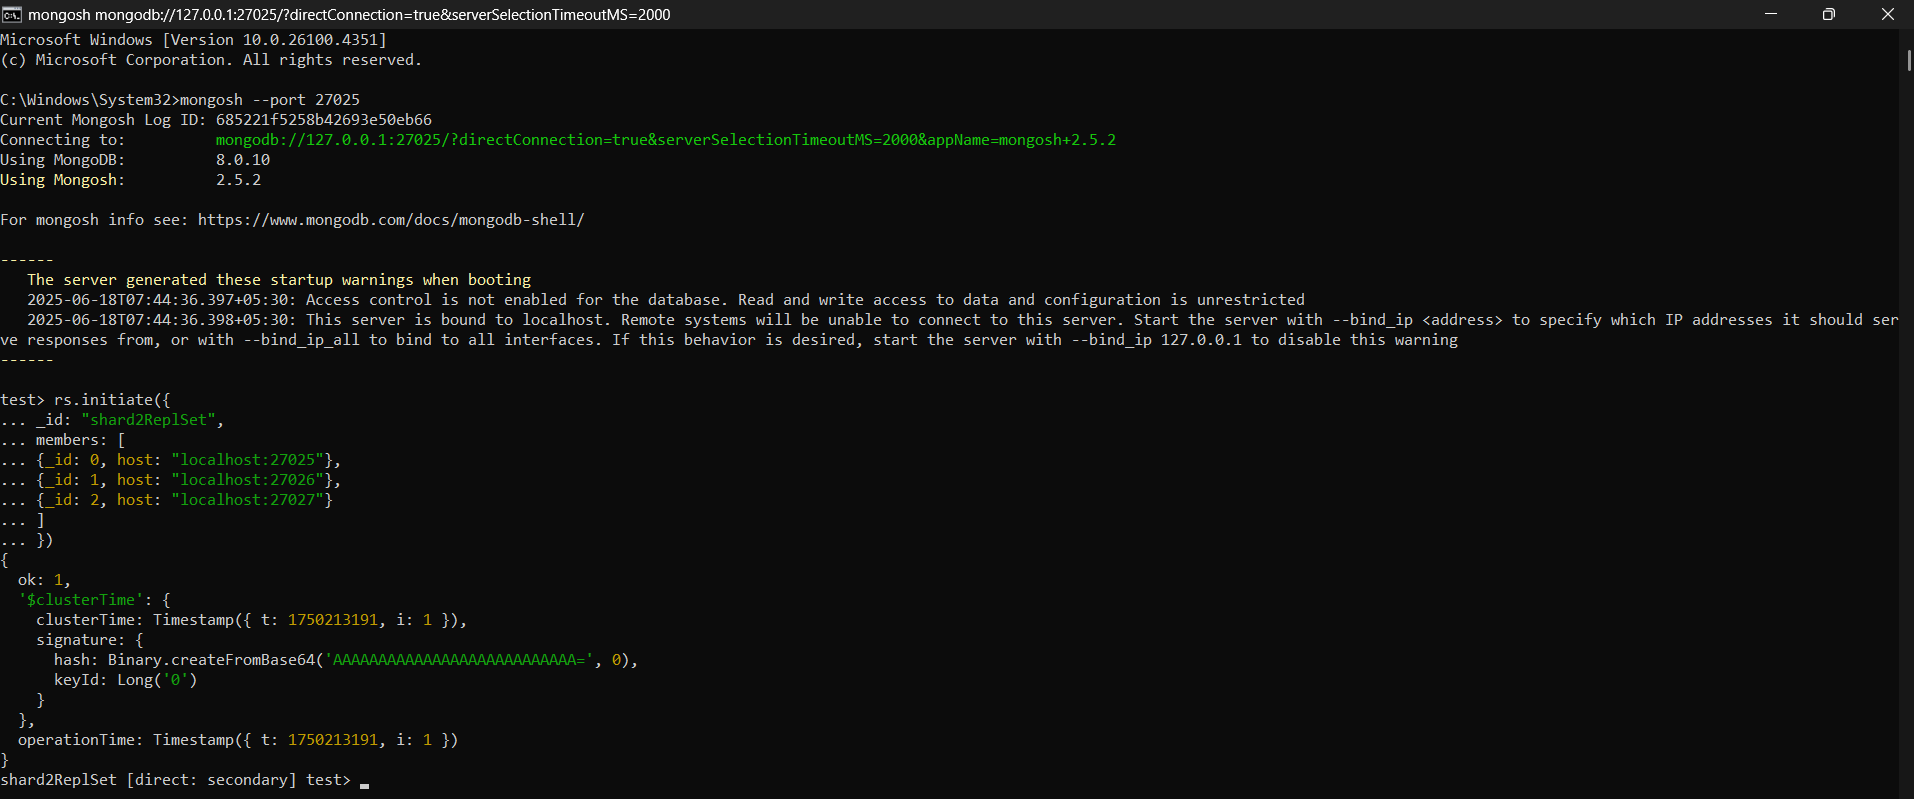 mongosh mongodb://127.0.0.1:27025/?directConnection=true&serverSelectionTimeoutMS=2000
Microsoft Windows [Version 10.0.26100.4351]
(c) Microsoft Corporation. All rights reserved.
C:\Windows\System32>mongosh --port 27025
Current Mongosh Log ID: 685221f5258b42693e50eb66
Connecting to:          mongodb://127.0.0.1:27025/?directConnection=true&serverSelectionTimeoutMS=2000&appName=mongosh+2.5.2
Using MongoDB:          8.0.10
Using Mongosh:          2.5.2
For mongosh info see: https://www.mongodb.com/docs/mongodb-shell/
------
   The server generated these startup warnings when booting
   2025-06-18T07:44:36.397+05:30: Access control is not enabled for the database. Read and write access to data and configuration is unrestricted
   2025-06-18T07:44:36.398+05:30: This server is bound to localhost. Remote systems will be unable to connect to this server. Start the server with --bind_ip <address> to specify which IP addresses it should ser
ve responses from, or with --bind_ip_all to bind to all interfaces. If this behavior is desired, start the server with --bind_ip 127.0.0.1 to disable this warning
------
test> rs.initiate({
... _id: "shard2ReplSet",
... members: [
... {_id: 0, host: "localhost:27025"},
... {_id: 1, host: "localhost:27026"},
... {_id: 2, host: "localhost:27027"}
... ]
... })
{
  ok: 1,
  '$clusterTime': {
    clusterTime: Timestamp({ t: 1750213191, i: 1 }),
    signature: {
      hash: Binary.createFromBase64('AAAAAAAAAAAAAAAAAAAAAAAAAAA=', 0),
      keyId: Long('0')
    }
  },
  operationTime: Timestamp({ t: 1750213191, i: 1 })
}
shard2ReplSet [direct: secondary] test>